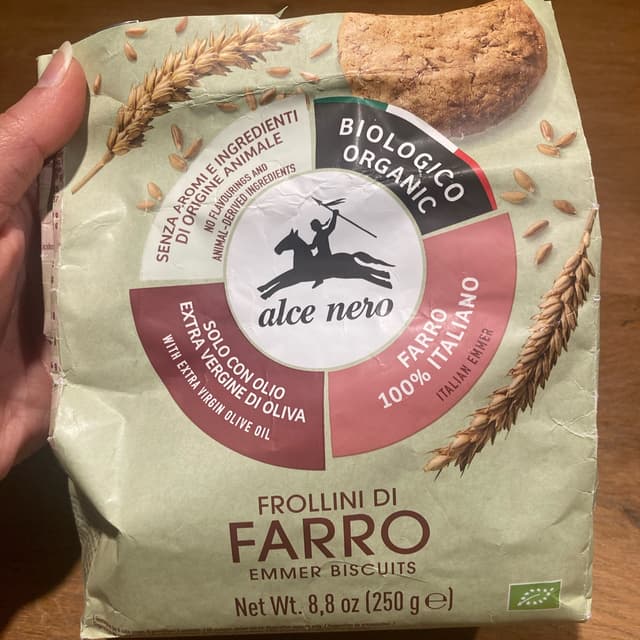 SENZA AROMI E INGREDIENTI
DI ORIGINE ANIMALE
NO FLAVOURINGS AND
ANIMAL-DERIVED INGREDIENTS
BIOLOGICO
ORGANIC
alce nero
SOLO CON OLIO
EXTRA VERGINE DI OLIVA
WITH EXTRA VIRGIN OLIVE OIL
FARRO
100% ITALIANO
ITALIAN EMMER
FROLLINI DI
FARRO
EMMER BISCUITS
Net Wt. 8,8 oz (250 g ℮)